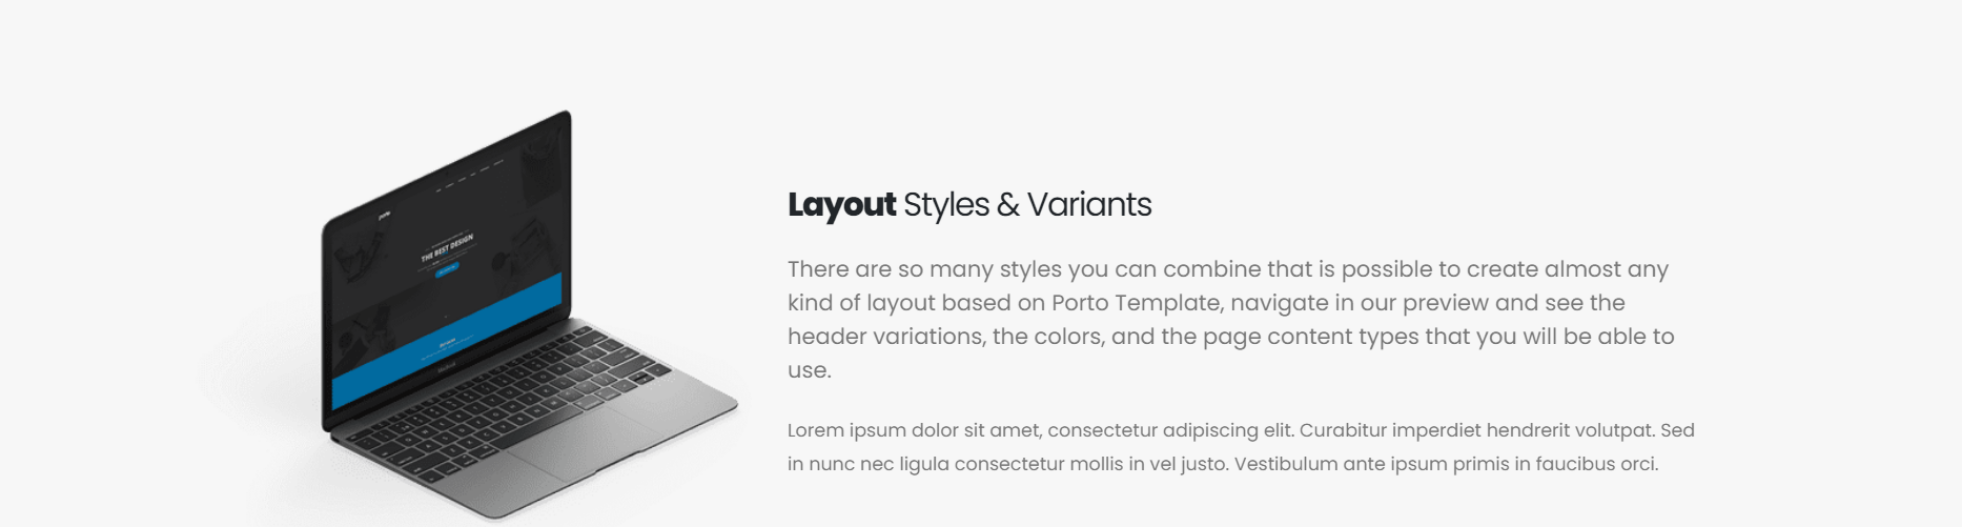 porto
THE BEST DESIGN
Layout Styles & Variants
There are so many styles you can combine that is possible to create almost any
kind of layout based on Porto Template, navigate in our preview and see the
header variations, the colors, and the page content types that you will be able to
use.
Lorem ipsum dolor sit amet, consectetur adipiscing elit. Curabitur imperdiet hendrerit volutpat. Sed
in nunc nec ligula consectetur mollis in vel justo. Vestibulum ante ipsum primis in faucibus orci.